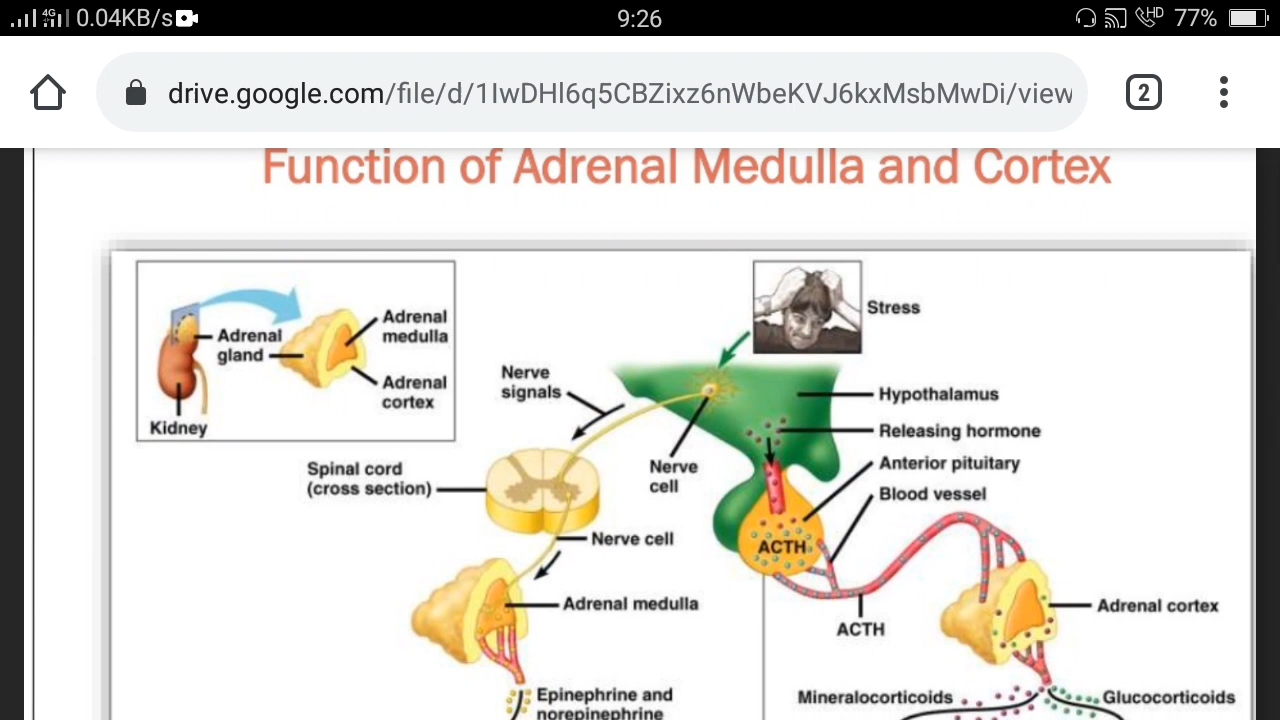 4G 0.04KB/s 9:26 HD 77%
drive.google.com/file/d/1IwDHl6q5CBZixz6nWbeKVJ6kxMsbMwDi/view
2
Function of Adrenal Medulla and Cortex
Adrenal
gland
Adrenal
medulla
Adrenal
cortex
Kidney
Stress
Nerve
signals
Hypothalamus
Releasing hormone
Anterior pituitary
Blood vessel
Nerve
cell
Spinal cord
(cross section)
Nerve cell
ACTH
Adrenal medulla
ACTH
Adrenal cortex
Epinephrine and
norepinephrine
Mineralocorticoids
Glucocorticoids